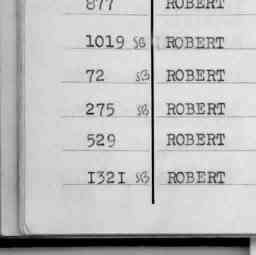 877 ROBERT
1019 SB ROBERT
72 SB ROBERT
275 SB ROBERT
529 ROBERT
1321 SB ROBERT